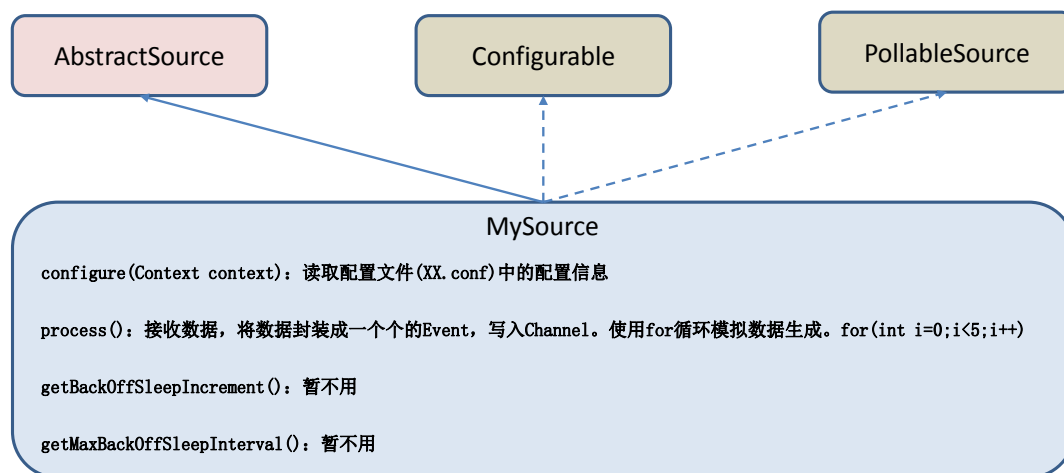 AbstractSource
Configurable
PollableSource
MySource
configure(Context context)：读取配置文件(XX.conf)中的配置信息
process()：接收数据，将数据封装成一个个的Event，写入Channel。使用for循环模拟数据生成。for(int i=0;i<5;i++)
getBackOffSleepIncrement()：暂不用
getMaxBackOffSleepInterval()：暂不用